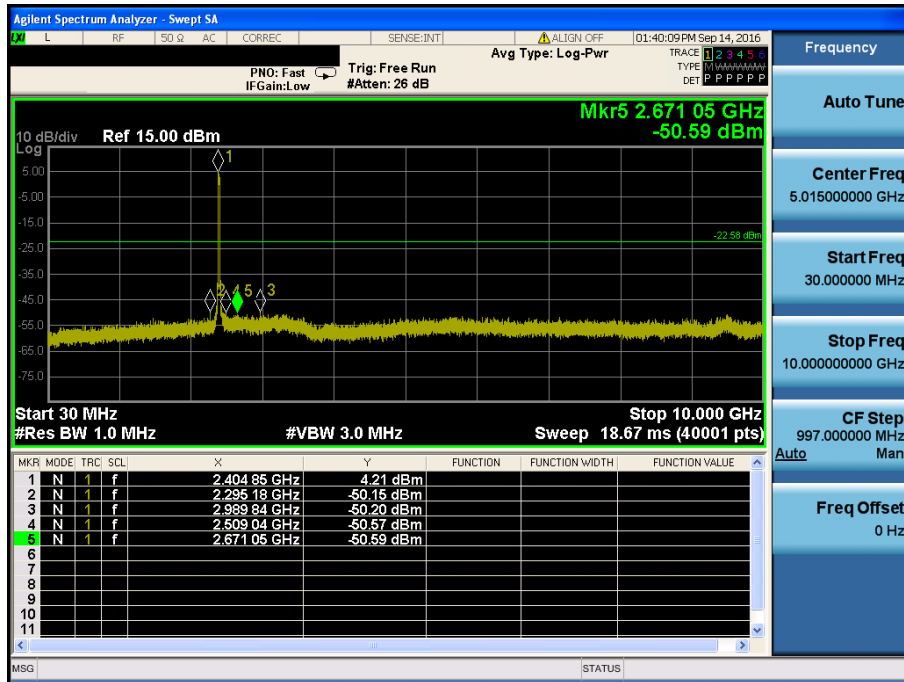 Agilent Spectrum Analyzer - Swept SA
LXI L RF 50 Ω AC CORREC SENSE:INT ALIGN OFF 01:40:09 PM Sep 14, 2016
Avg Type: Log-Pwr TRACE 1 2 3 4 5 6
PNO: Fast Trig: Free Run TYPE M W W W W W
IFGain:Low #Atten: 26 dB DET P P P P P P
Mkr5 2.671 05 GHz
-50.59 dBm
10 dB/div Ref 15.00 dBm
Log
1
5.00
-5.00
-15.0
-22.58 dBm
-25.0
-35.0
2 4 5 3
-45.0
-55.0
-65.0
-75.0
Start 30 MHz Stop 10.000 GHz
#Res BW 1.0 MHz #VBW 3.0 MHz Sweep 18.67 ms (40001 pts)
MKR MODE TRC SCL X Y FUNCTION FUNCTION WIDTH FUNCTION VALUE
1 N 1 f 2.404 85 GHz 4.21 dBm
2 N 1 f 2.295 18 GHz -50.15 dBm
3 N 1 f 2.989 84 GHz -50.20 dBm
4 N 1 f 2.509 04 GHz -50.57 dBm
5 N 1 f 2.671 05 GHz -50.59 dBm
6
7
8
9
10
11
MSG STATUS
Frequency
Auto Tune
Center Freq
5.015000000 GHz
Start Freq
30.000000 MHz
Stop Freq
10.000000000 GHz
CF Step
997.000000 MHz
Auto Man
Freq Offset
0 Hz